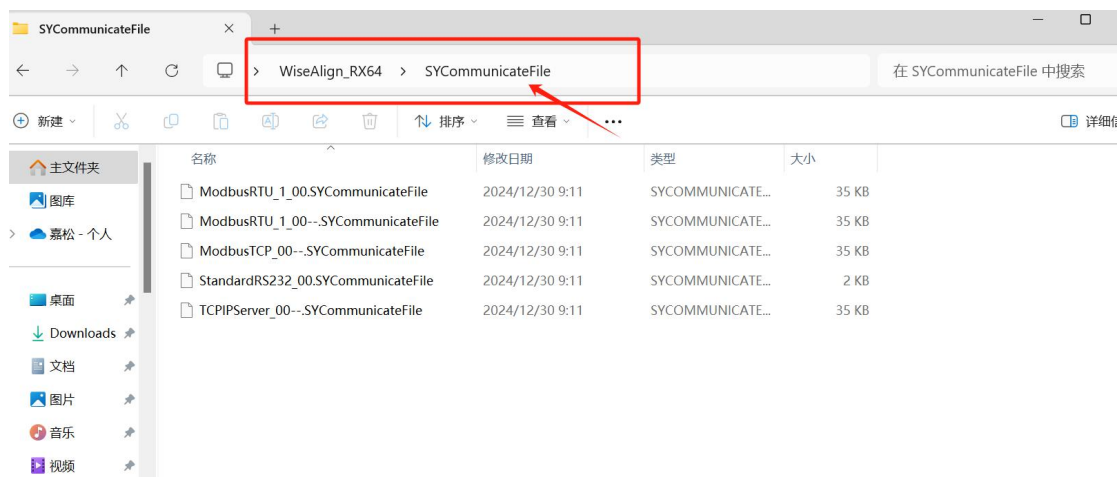 SYCommunicateFile
WiseAlign_RX64 > SYCommunicateFile
在 SYCommunicateFile 中搜索
新建
排序
查看
详细信
名称 修改日期 类型 大小
主文件夹
图库
嘉松 - 个人
桌面
Downloads
文档
图片
音乐
视频
ModbusRTU_1_00.SYCommunicateFile 2024/12/30 9:11 SYCOMMUNICATE... 35 KB
ModbusRTU_1_00--.SYCommunicateFile 2024/12/30 9:11 SYCOMMUNICATE... 35 KB
ModbusTCP_00--.SYCommunicateFile 2024/12/30 9:11 SYCOMMUNICATE... 35 KB
StandardRS232_00.SYCommunicateFile 2024/12/30 9:11 SYCOMMUNICATE... 2 KB
TCPIPServer_00--.SYCommunicateFile 2024/12/30 9:11 SYCOMMUNICATE... 35 KB